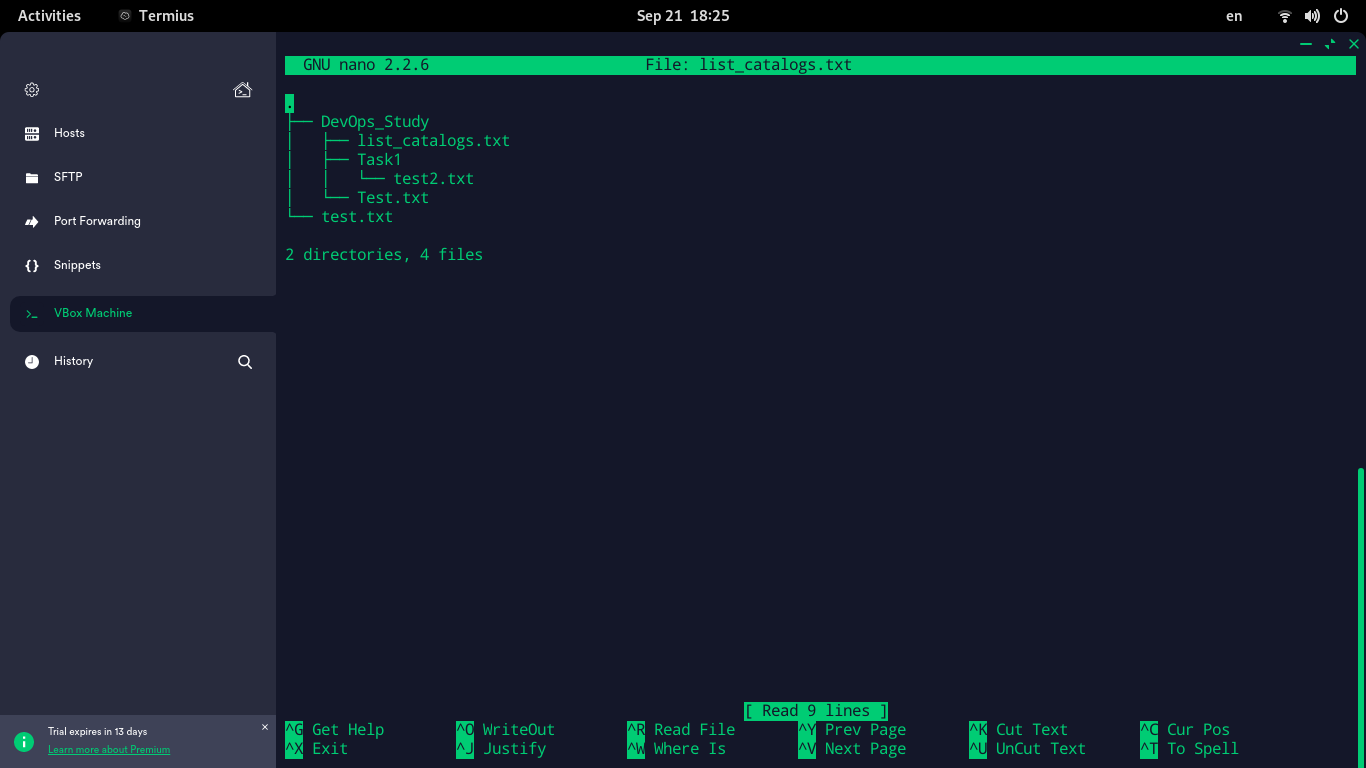 Activities Termius Sep 21 18:25 en
Hosts
SFTP
Port Forwarding
{} Snippets
>_ VBox Machine
History
Trial expires in 13 days
Learn more about Premium
GNU nano 2.2.6 File: list_catalogs.txt
.
├── DevOps_Study
│   ├── list_catalogs.txt
│   ├── Task1
│   │   └── test2.txt
│   └── Test.txt
└── test.txt
2 directories, 4 files
[ Read 9 lines ]
^G Get Help ^O WriteOut ^R Read File ^Y Prev Page ^K Cut Text ^C Cur Pos
^X Exit ^J Justify ^W Where Is ^V Next Page ^U UnCut Text ^T To Spell